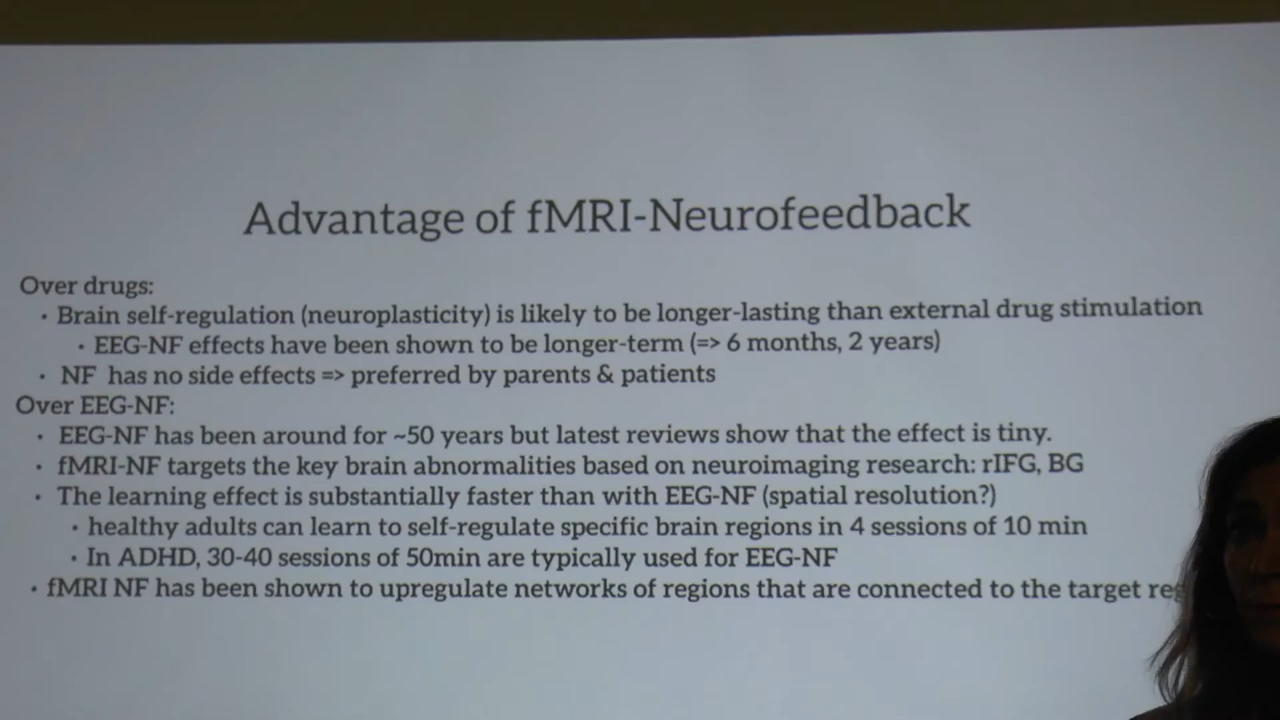 Advantage of fMRI-Neurofeedback
Over drugs:
• Brain self-regulation (neuroplasticity) is likely to be longer-lasting than external drug stimulation
• EEG-NF effects have been shown to be longer-term (=> 6 months, 2 years)
• NF has no side effects => preferred by parents & patients
Over EEG-NF:
• EEG-NF has been around for ~50 years but latest reviews show that the effect is tiny.
• fMRI-NF targets the key brain abnormalities based on neuroimaging research: rIFG, BG
• The learning effect is substantially faster than with EEG-NF (spatial resolution?)
• healthy adults can learn to self-regulate specific brain regions in 4 sessions of 10 min
• In ADHD, 30-40 sessions of 50min are typically used for EEG-NF
• fMRI NF has been shown to upregulate networks of regions that are connected to the target